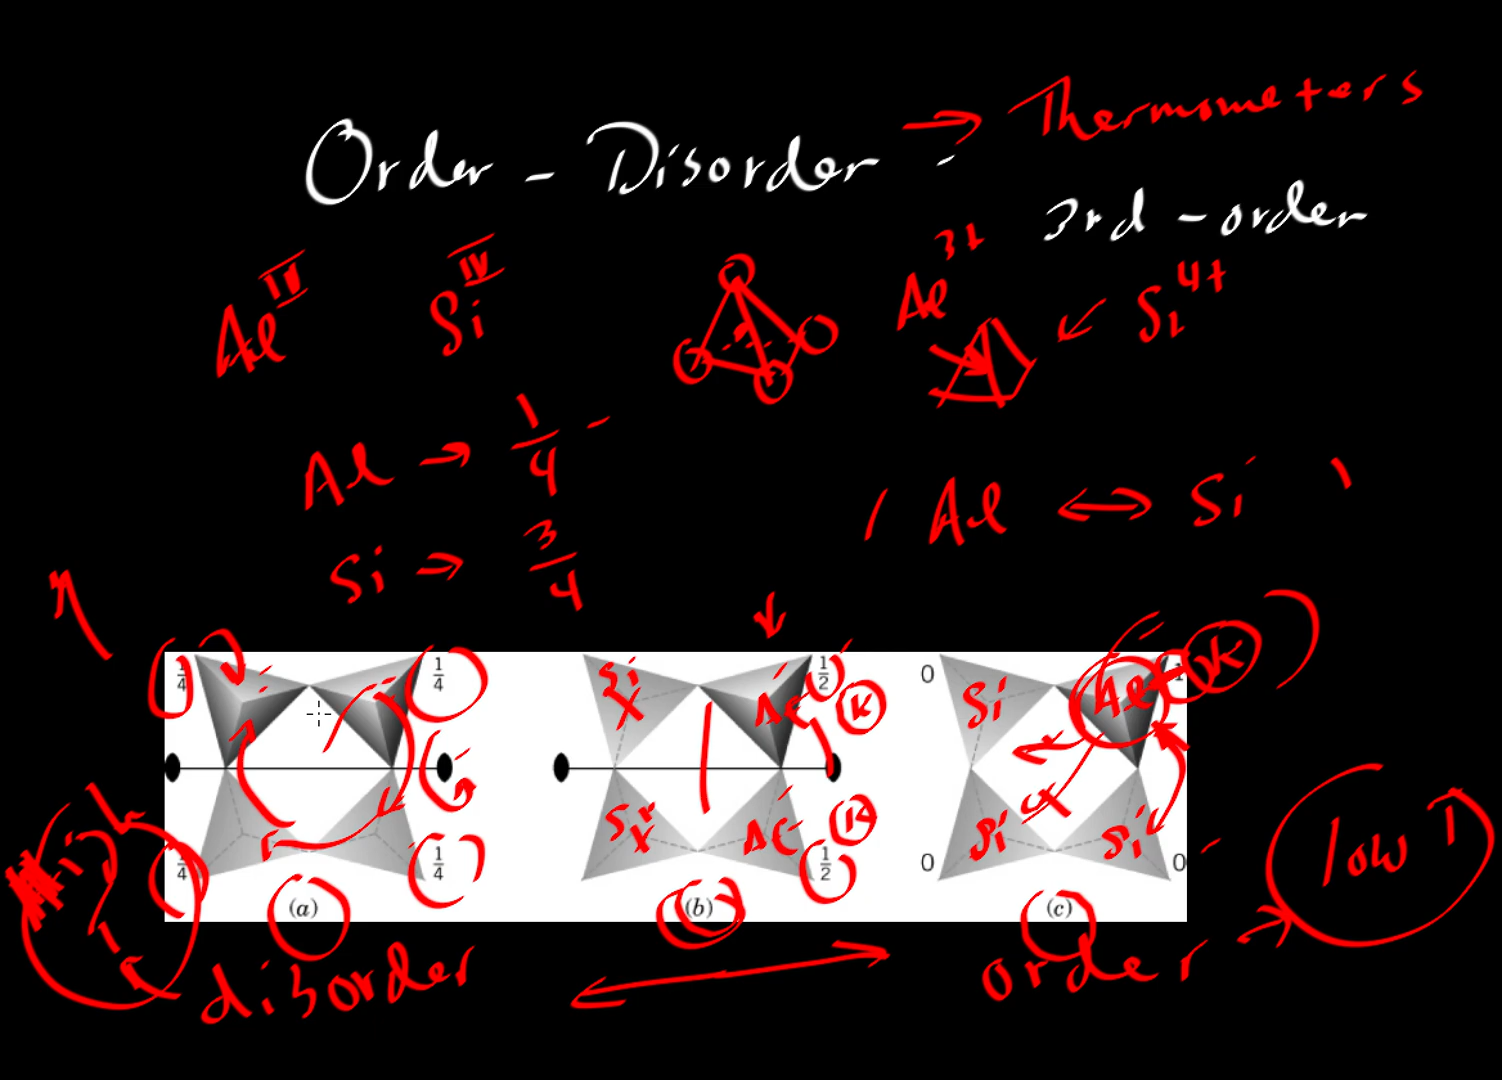 Order - Disorder → Thermometers
3rd - order
Al^IV Si^IV Al^3+ Si^4+
Al → 1/4
Si → 3/4
( Al ↔ Si )
1/4 1/4 Si Al 1/2 K 0 Si Al 1 K
1/4 1/4 Si Al 1/2 K 0 Si Si 0
(a) (b) (c)
disorder ↔ order → low T